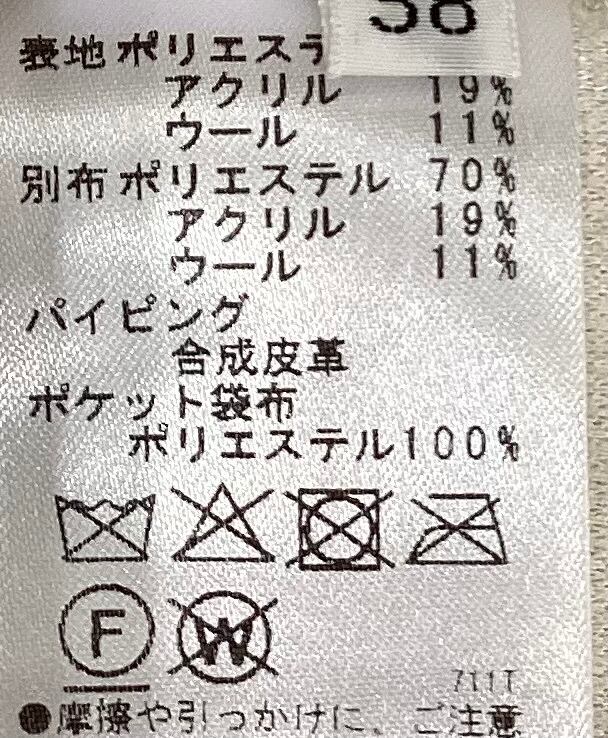 38
表地 ポリエステ
アクリル 19%
ウール 11%
別布 ポリエステル 70%
アクリル 19%
ウール 11%
パイピング
合成皮革
ポケット袋布
ポリエステル100%
F
W
711T
●摩擦や引っかけに、ご注意